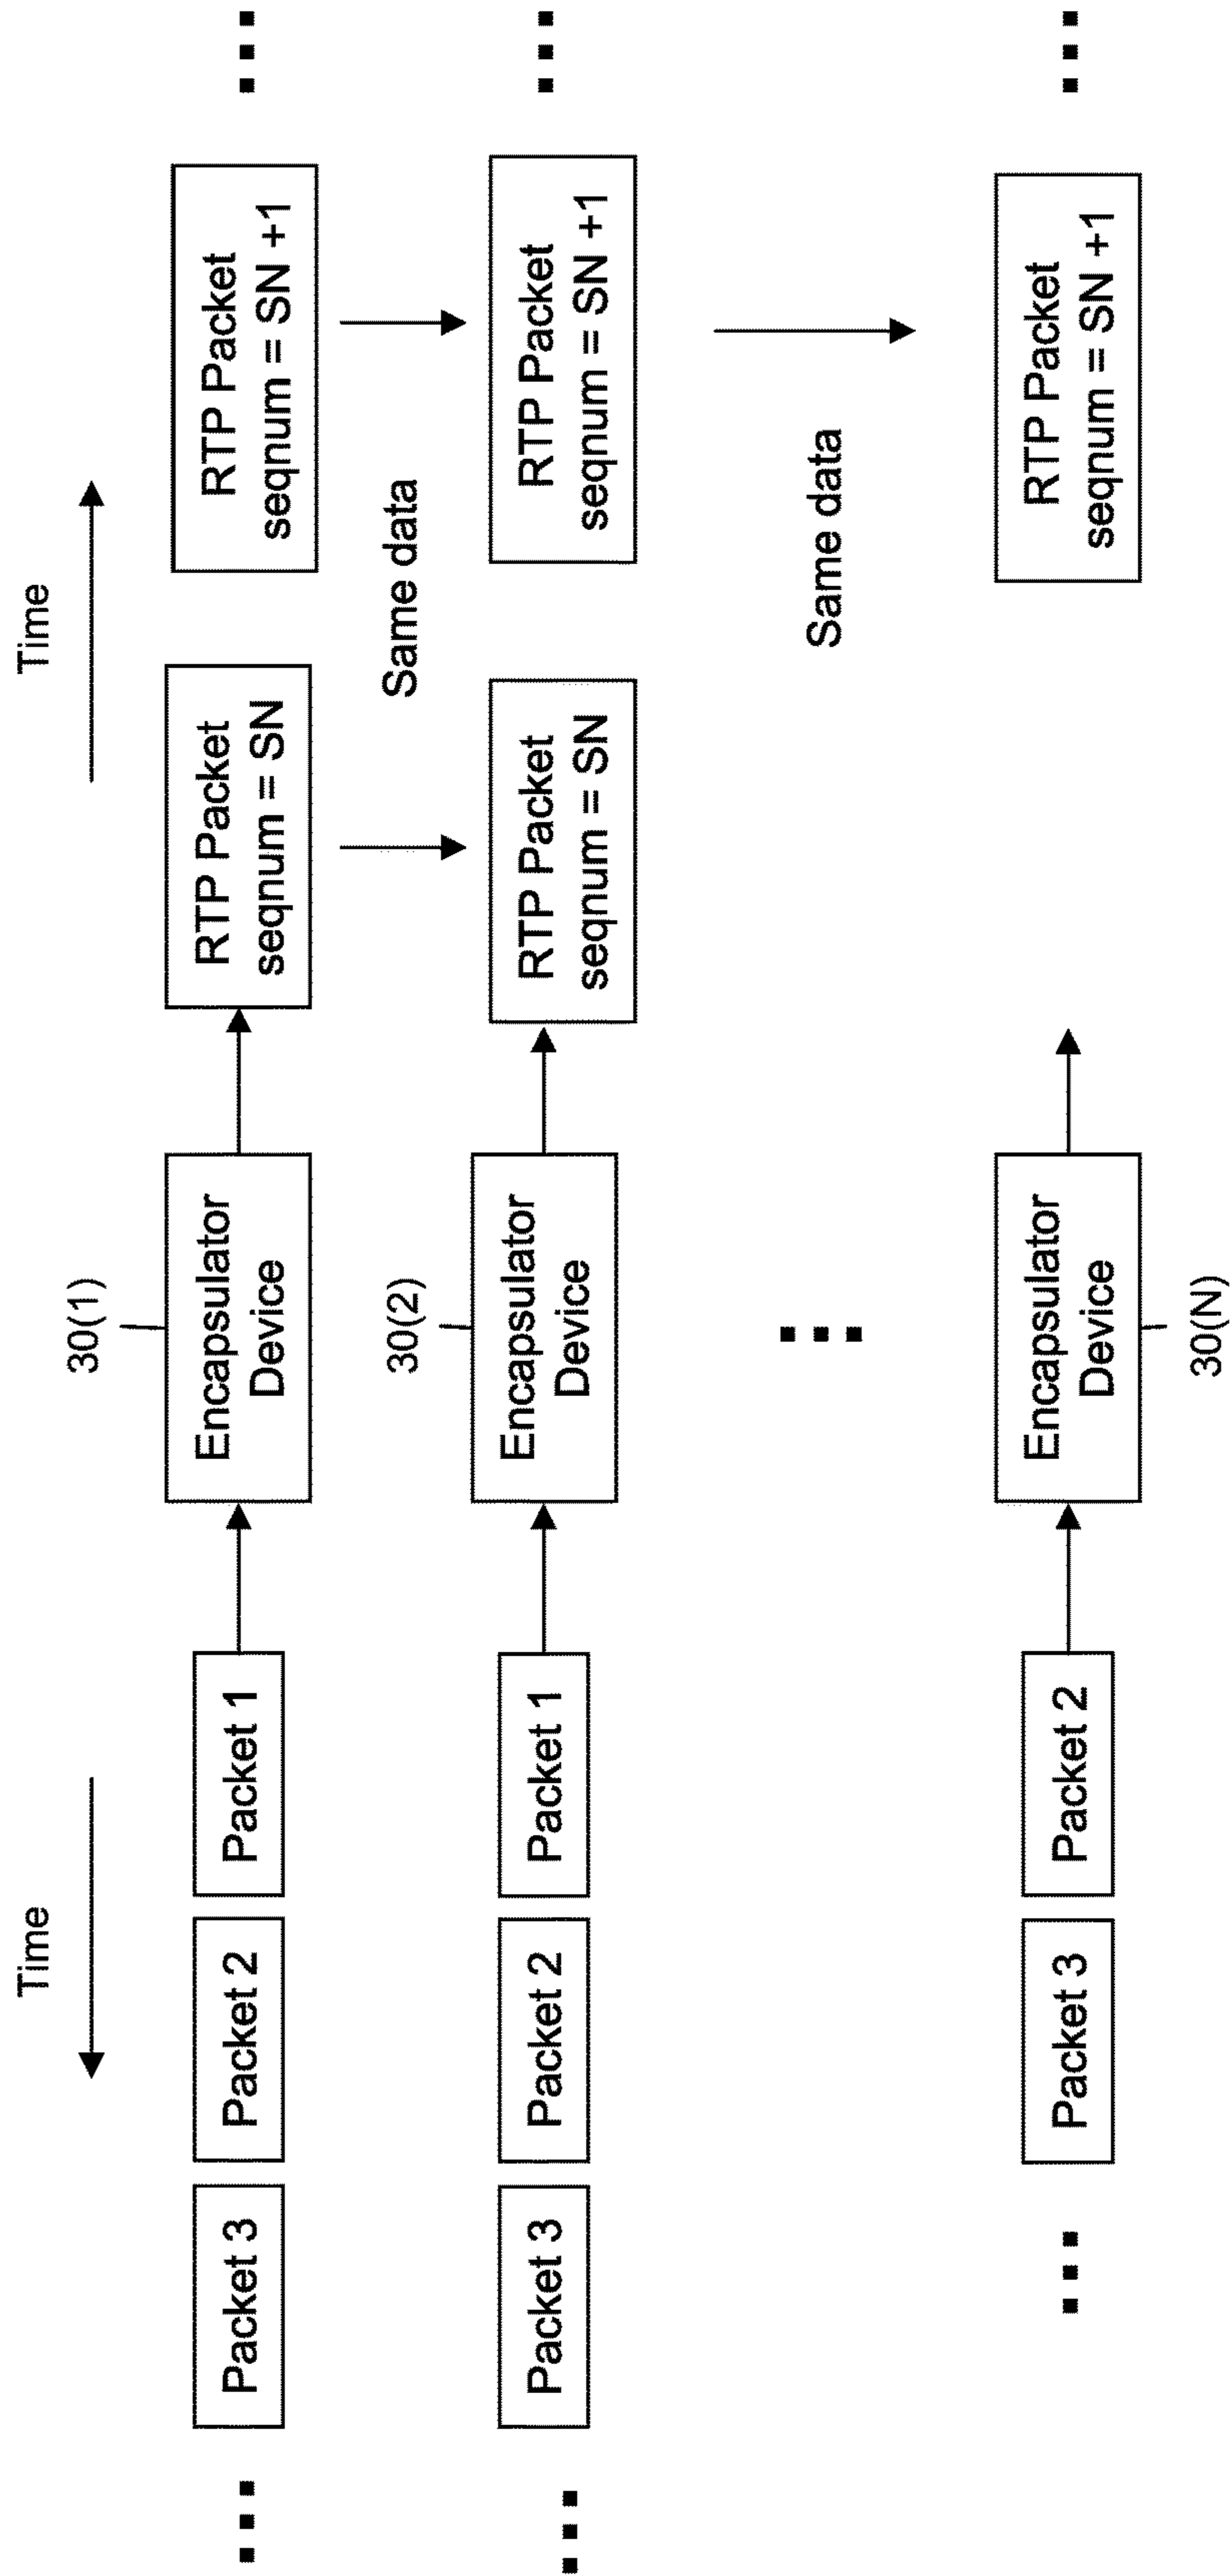 Time
Time
30(1)
Packet 3
Packet 2
Packet 1
Encapsulator
Device
RTP Packet
seqnum = SN
RTP Packet
seqnum = SN +1
30(2)
Same data
Packet 3
Packet 2
Packet 1
Encapsulator
Device
RTP Packet
seqnum = SN
RTP Packet
seqnum = SN +1
Same data
Packet 3
Packet 2
Encapsulator
Device
RTP Packet
seqnum = SN +1
30(N)